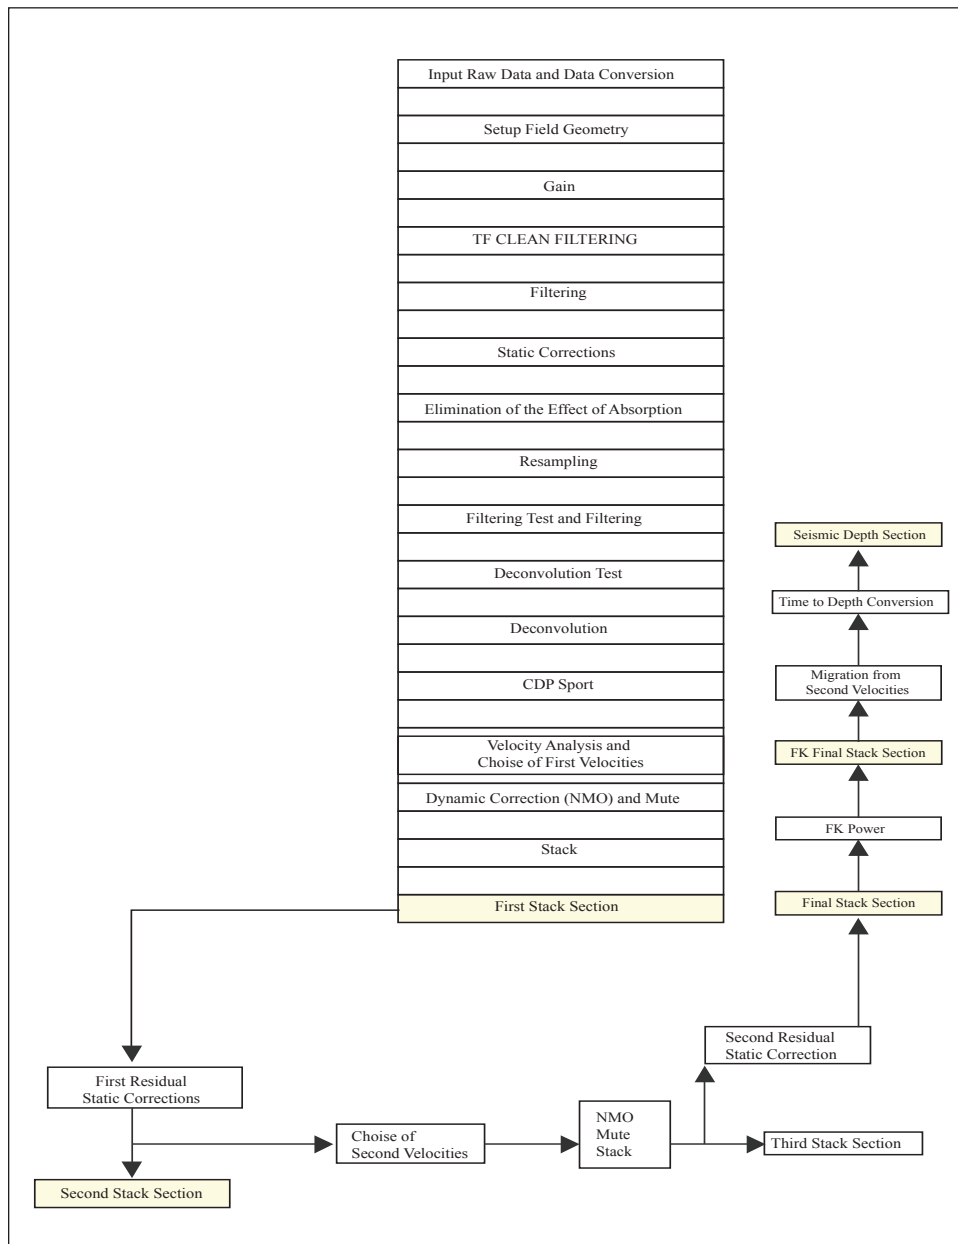 Input Raw Data and Data Conversion
Setup Field Geometry
Gain
TF CLEAN FILTERING
Filtering
Static Corrections
Elimination of the Effect of Absorption
Resampling
Filtering Test and Filtering
Deconvolution Test
Deconvolution
CDP Sport
Velocity Analysis and
Choise of First Velocities
Dynamic Correction (NMO) and Mute
Stack
First Stack Section
First Residual
Static Corrections
Second Stack Section
Choise of
Second Velocities
NMO
Mute
Stack
Third Stack Section
Second Residual
Static Correction
Final Stack Section
FK Power
FK Final Stack Section
Migration from
Second Velocities
Time to Depth Conversion
Seismic Depth Section